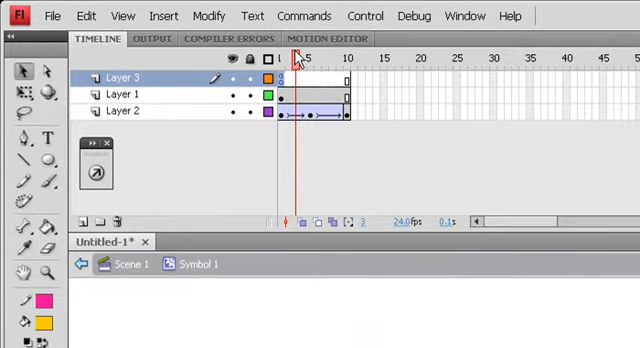 Fl File Edit View Insert Modify Text Commands Control Debug Window Help
TIMELINE OUTPUT COMPILER ERRORS MOTION EDITOR
1 5 10 15 20 25 30 35 40 45 50
Layer 3
Layer 1
Layer 2
3 24.0fps 0.1s
Untitled-1*
Scene 1 Symbol 1